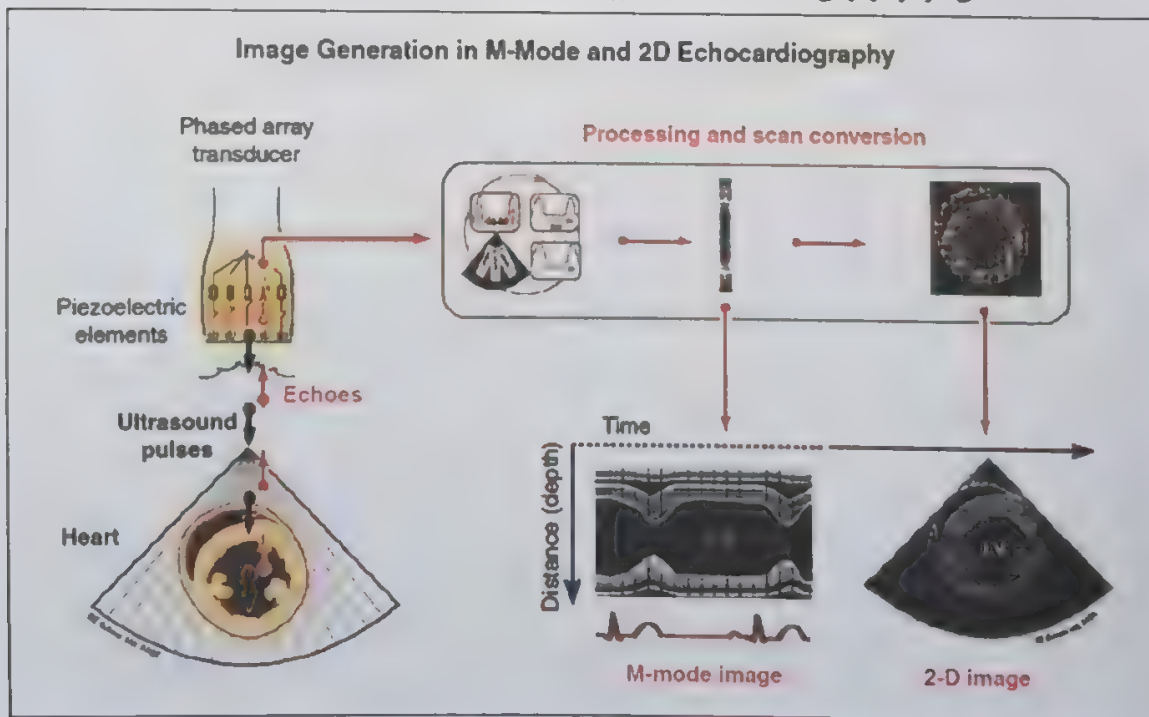 Image Generation in M-Mode and 2D Echocardiography
Phased array
transducer
Processing and scan conversion
Piezoelectric
elements
Echoes
Ultrasound
pulses
Heart
Time
Distance (depth)
M-mode image
2-D image